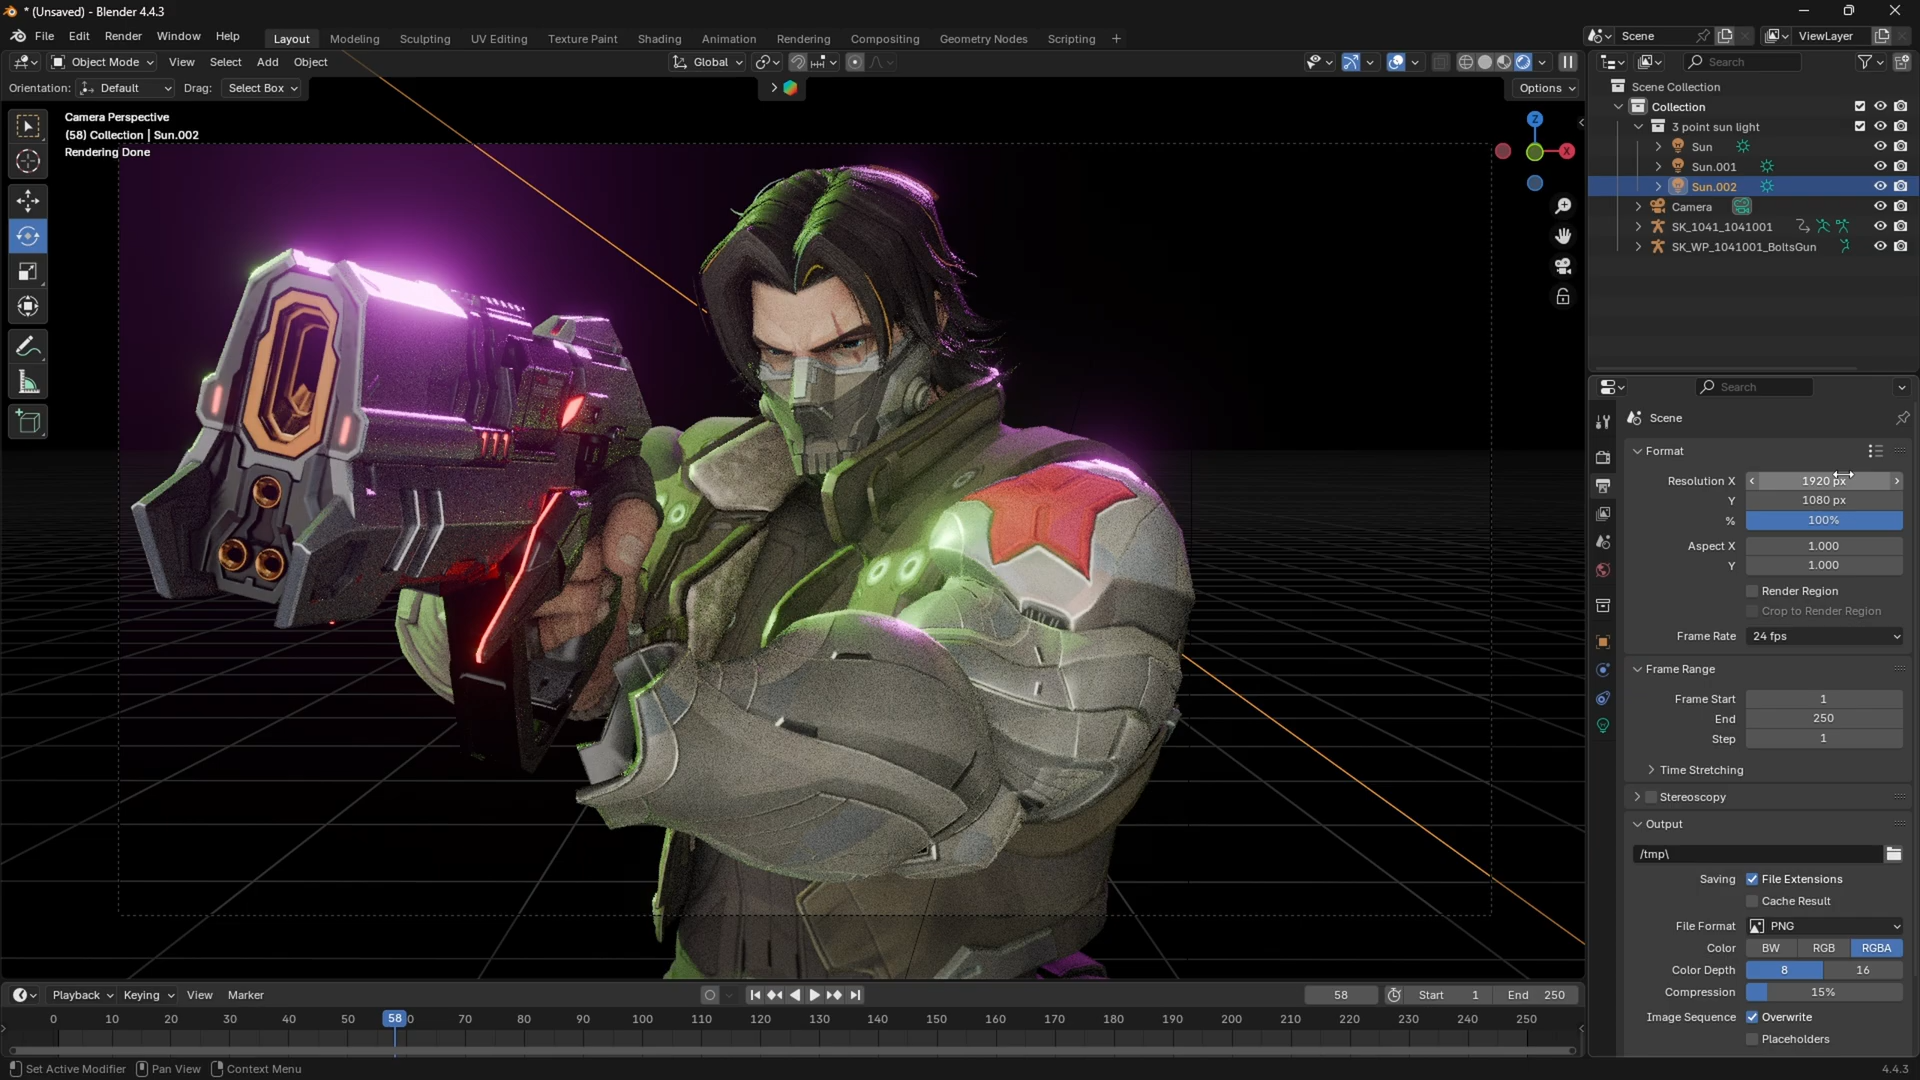 * (Unsaved) - Blender 4.4.3
File Edit Render Window Help
Layout Modeling Sculpting UV Editing Texture Paint Shading Animation Rendering Compositing Geometry Nodes Scripting +
Scene ViewLayer
Object Mode View Select Add Object Global
Search
Orientation: Default Drag: Select Box Options
Scene Collection
Collection
3 point sun light
Sun
Sun.001
Sun.002
Camera
SK_1041_1041001
SK_WP_1041001_BoltsGun
Camera Perspective
(58) Collection | Sun.002
Rendering Done
Z
X
Search
Scene
Format
Resolution X 1920 px
Y 1080 px
% 100%
Aspect X 1.000
Y 1.000
Render Region
Crop to Render Region
Frame Rate 24 fps
Frame Range
Frame Start 1
End 250
Step 1
Time Stretching
Stereoscopy
Output
/tmp\
Saving File Extensions
Cache Result
File Format PNG
Color BW RGB RGBA
Color Depth 8 16
Compression 15%
Image Sequence Overwrite
Placeholders
Playback Keying View Marker 58 Start 1 End 250
0 10 20 30 40 50 58 0 70 80 90 100 110 120 130 140 150 160 170 180 190 200 210 220 230 240 250
Set Active Modifier Pan View Context Menu 4.4.3